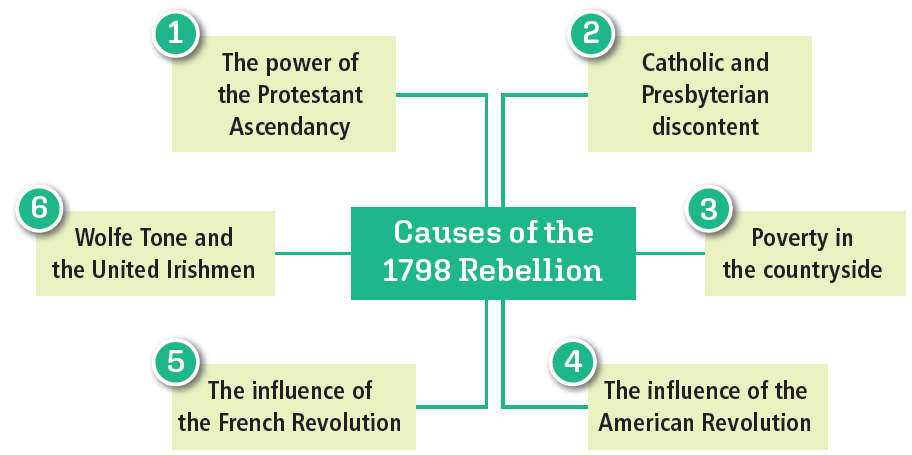 1
The power of
the Protestant
Ascendancy
2
Catholic and
Presbyterian
discontent
6
Wolfe Tone and
the United Irishmen
Causes of the
1798 Rebellion
3
Poverty in
the countryside
5
The influence of
the French Revolution
4
The influence of the
American Revolution